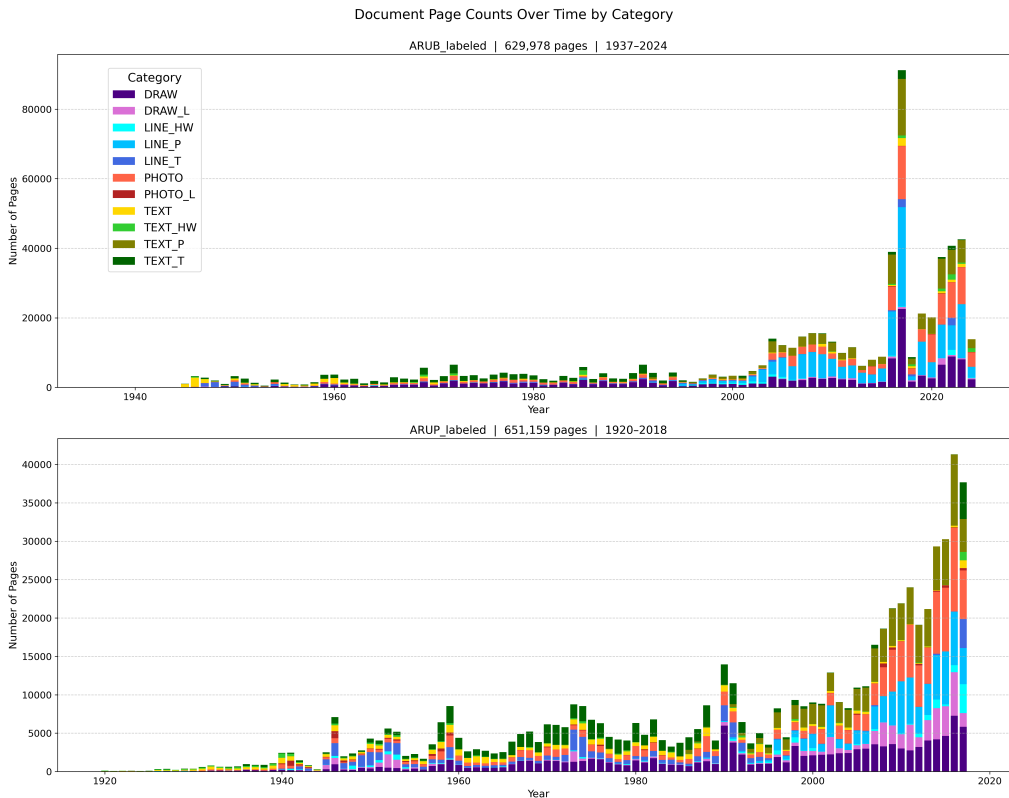 Document Page Counts Over Time by Category
ARUB_labeled | 629,978 pages | 1937–2024
Category
DRAW
DRAW_L
LINE_HW
LINE_P
LINE_T
PHOTO
PHOTO_L
TEXT
TEXT_HW
TEXT_P
TEXT_T
Number of Pages
80000
60000
40000
20000
0
1940 1960 1980 2000 2020
Year
ARUP_labeled | 651,159 pages | 1920–2018
Number of Pages
40000
35000
30000
25000
20000
15000
10000
5000
0
1920 1940 1960 1980 2000 2020
Year